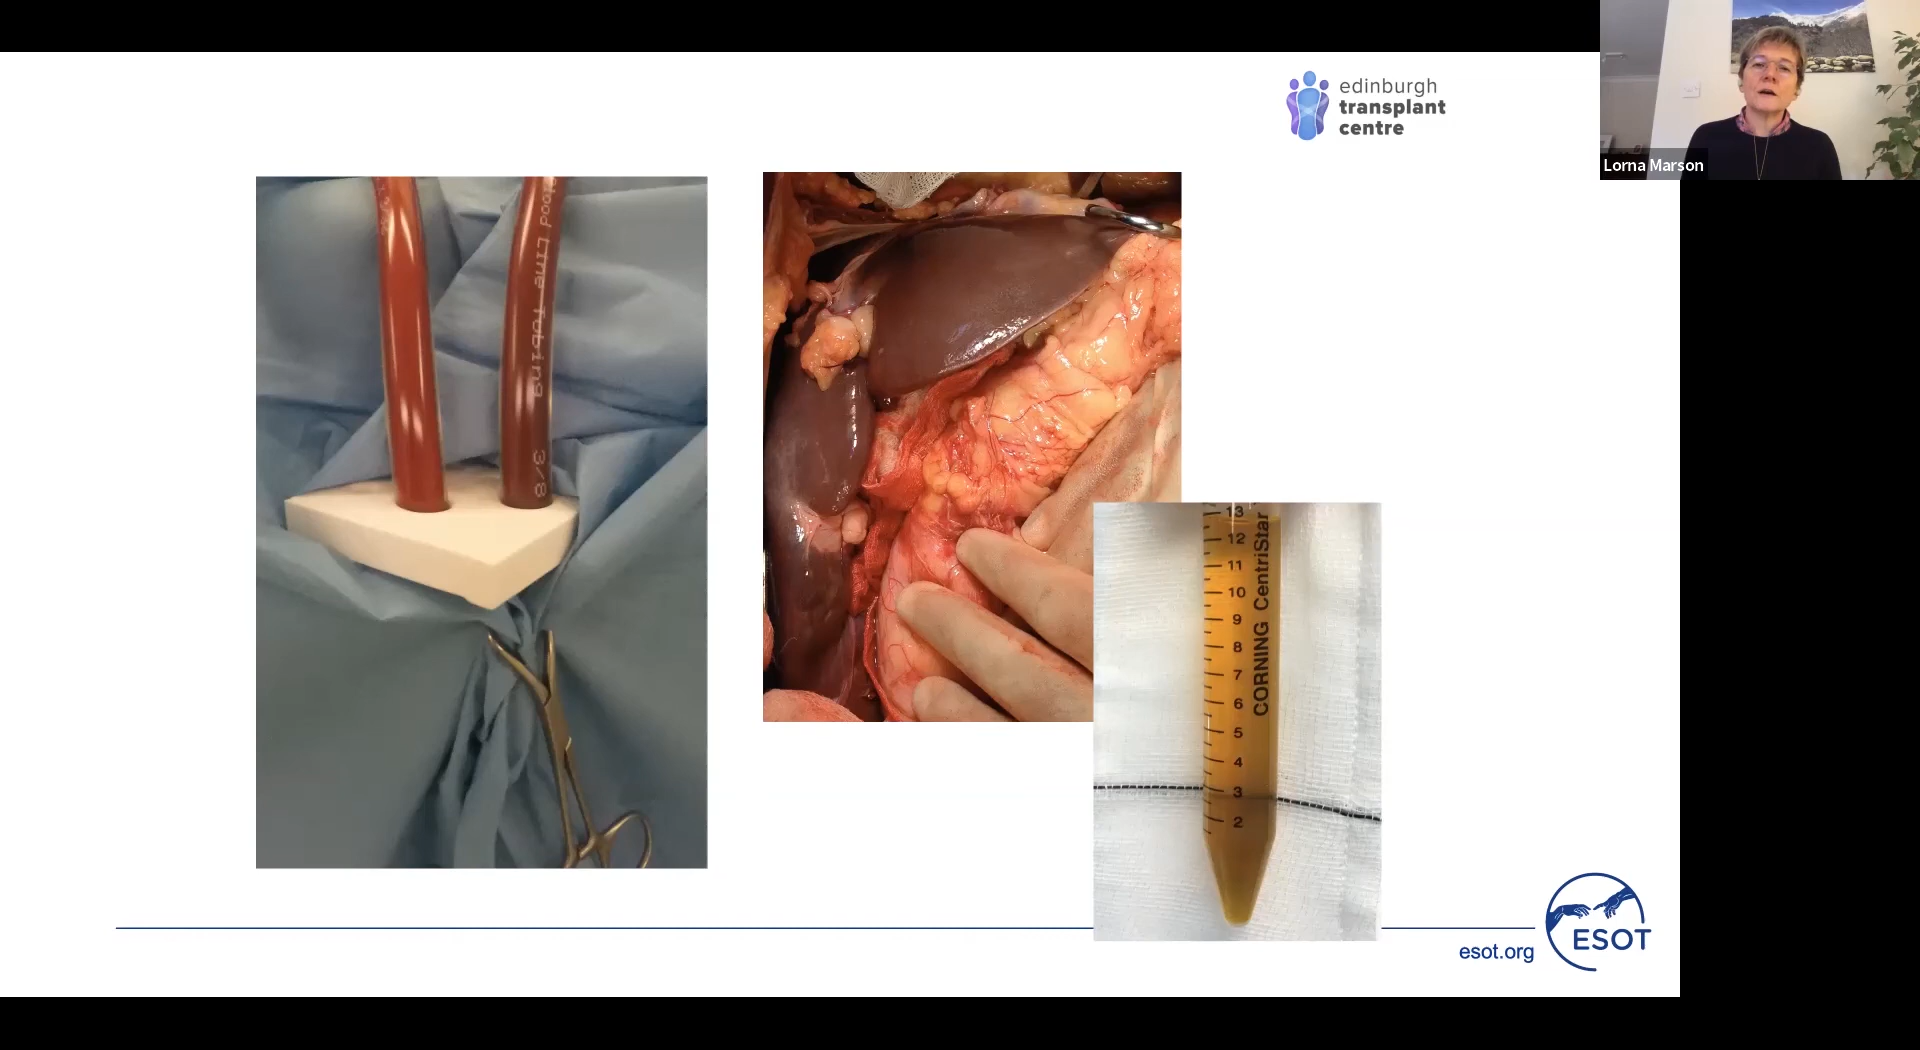 edinburgh
transplant
centre
Lorna Marson
Blood Line Tubing 3/8
13
12
11
10
9
8
7
6
5
4
3
2
CORNING CentriStar
esot.org
ESOT